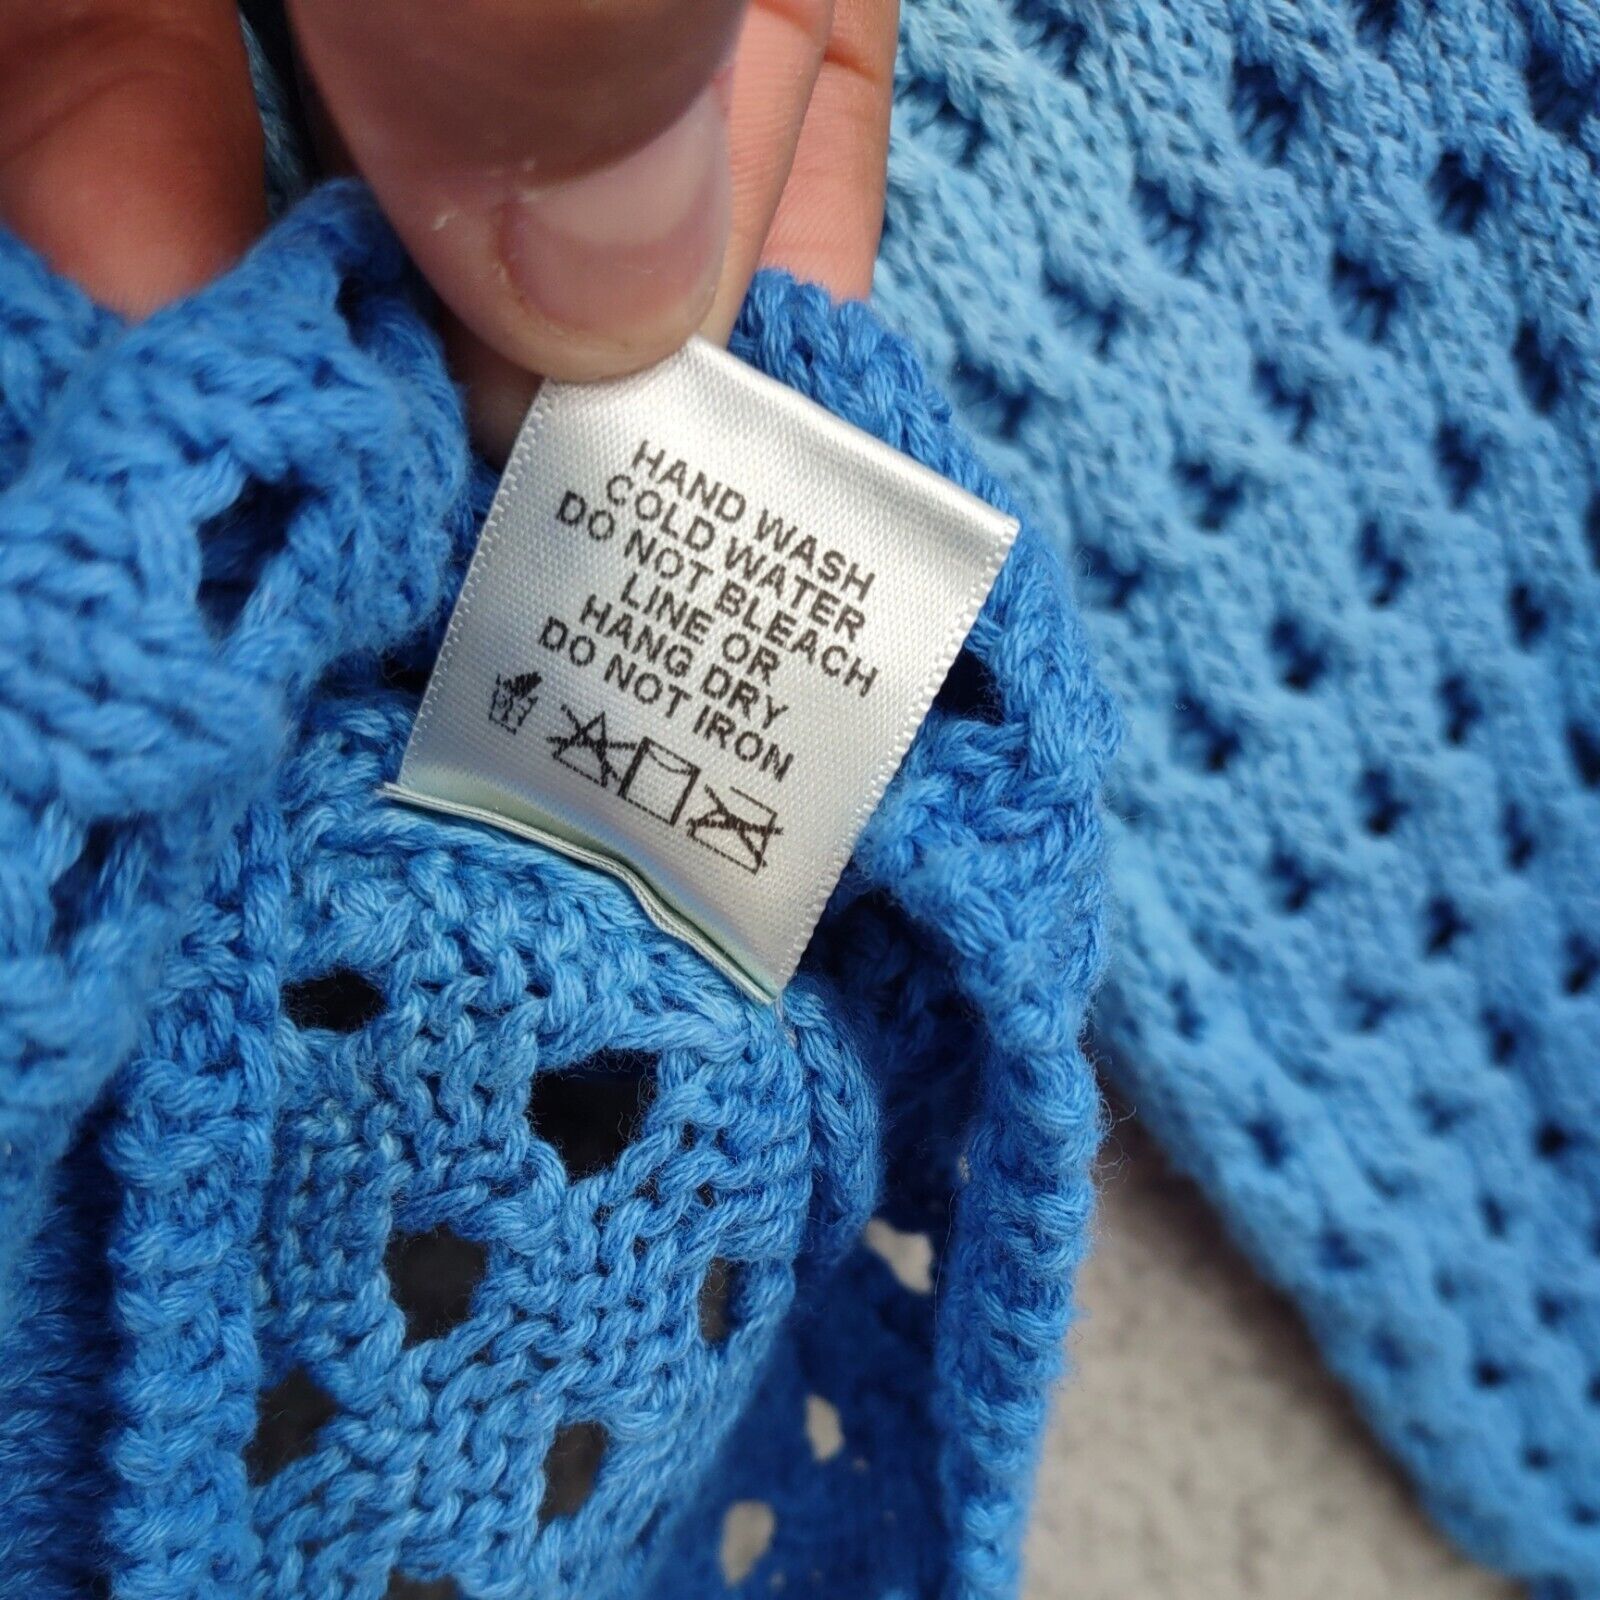 HAND WASH
COLD WATER
DO NOT BLEACH
LINE OR
HANG DRY
DO NOT IRON